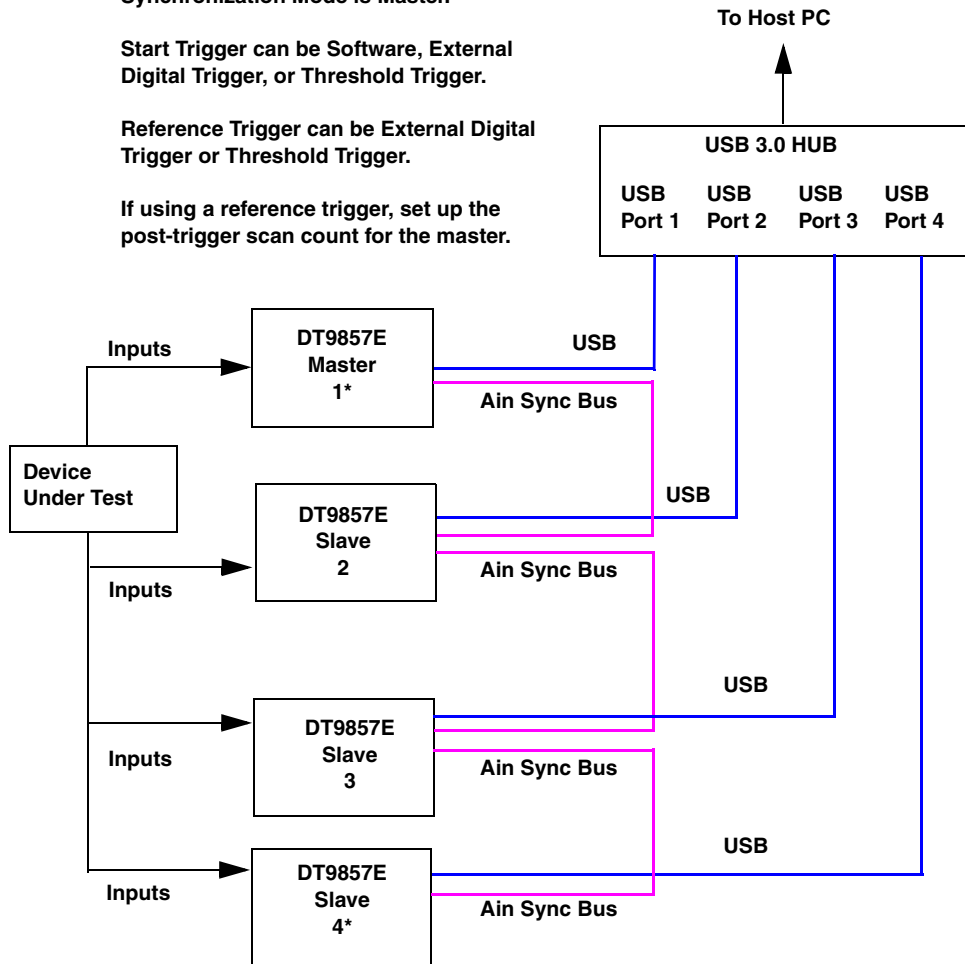 Synchronization Mode is Master.
Start Trigger can be Software, External
Digital Trigger, or Threshold Trigger.
Reference Trigger can be External Digital
Trigger or Threshold Trigger.
If using a reference trigger, set up the
post-trigger scan count for the master.
To Host PC
USB 3.0 HUB
USB
Port 1
USB
Port 2
USB
Port 3
USB
Port 4
Inputs
DT9857E
Master
1*
USB
Ain Sync Bus
Device
Under Test
DT9857E
Slave
2
USB
Ain Sync Bus
Inputs
DT9857E
Slave
3
USB
Ain Sync Bus
Inputs
DT9857E
Slave
4*
USB
Ain Sync Bus
Inputs